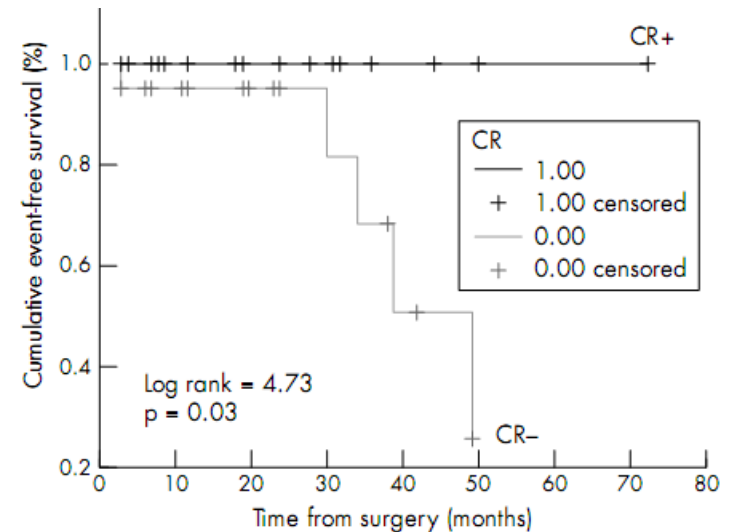 Cumulative event-free survival (%)
1.0
0.8
0.6
0.4
0.2
CR+
CR
1.00
1.00 censored
0.00
0.00 censored
Log rank = 4.73
p = 0.03
CR–
0 10 20 30 40 50 60 70 80
Time from surgery (months)